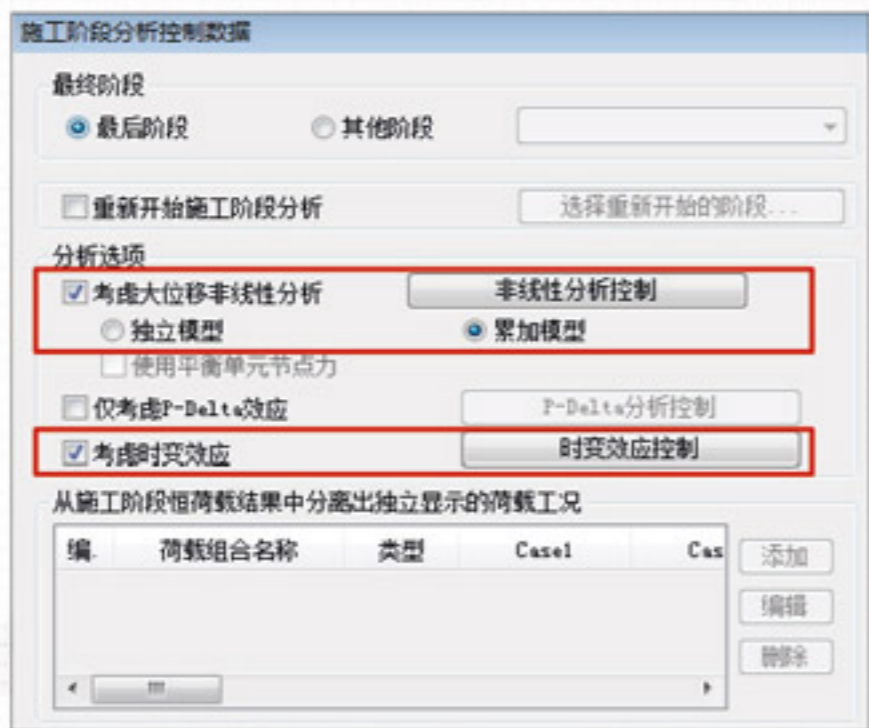 施工阶段分析控制数据
最终阶段
最后阶段 其他阶段
重新开始施工阶段分析 选择重新开始的阶段...
分析选项
考虑大位移非线性分析 非线性分析控制
独立模型 累加模型
使用平衡单元节点力
仅考虑P-Delta效应 P-Delta分析控制
考虑时变效应 时变效应控制
从施工阶段恒荷载结果中分离出独立显示的荷载工况
编. 荷载组合名称 类型 Case1 Cas
添加
编辑
删除